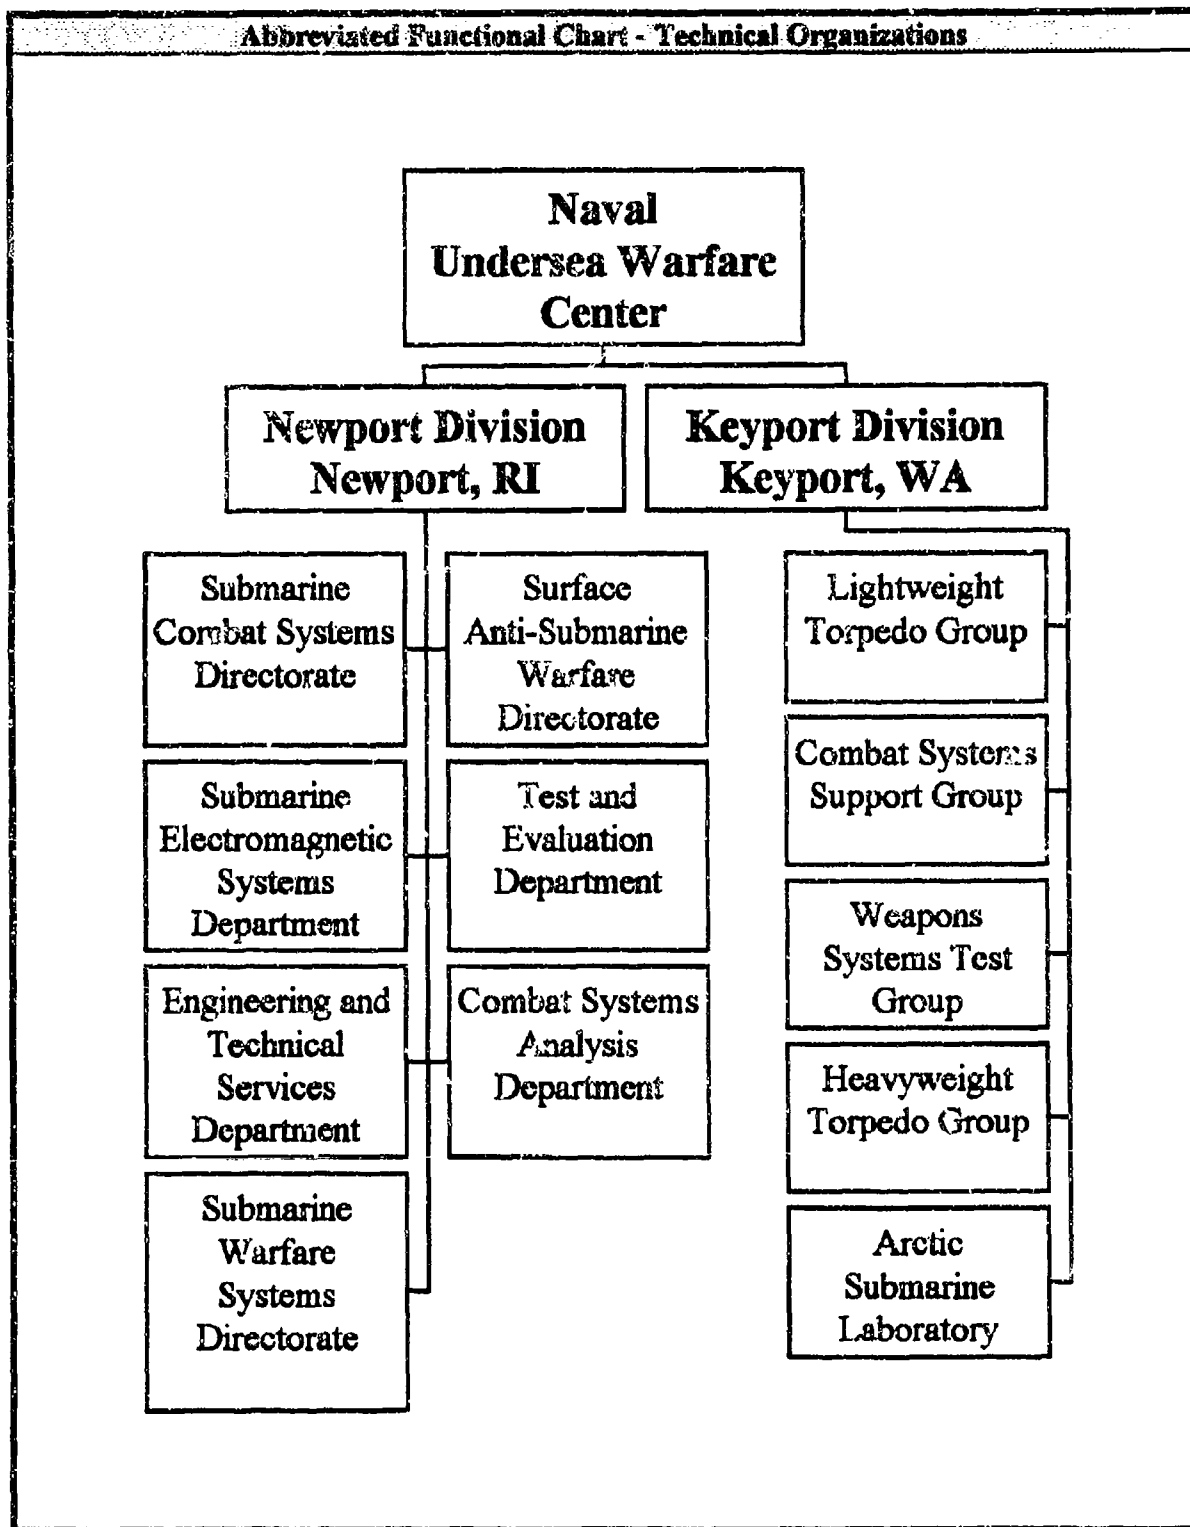 Abbreviated Functional Chart - Technical Organizations
Naval
Undersea Warfare
Center
Newport Division
Newport, RI
Keyport Division
Keyport, WA
Submarine
Combat Systems
Directorate
Surface
Anti-Submarine
Warfare
Directorate
Submarine
Electromagnetic
Systems
Department
Test and
Evaluation
Department
Engineering and
Technical
Services
Department
Combat Systems
Analysis
Department
Submarine
Warfare
Systems
Directorate
Lightweight
Torpedo Group
Combat Systems
Support Group
Weapons
Systems Test
Group
Heavyweight
Torpedo Group
Arctic
Submarine
Laboratory